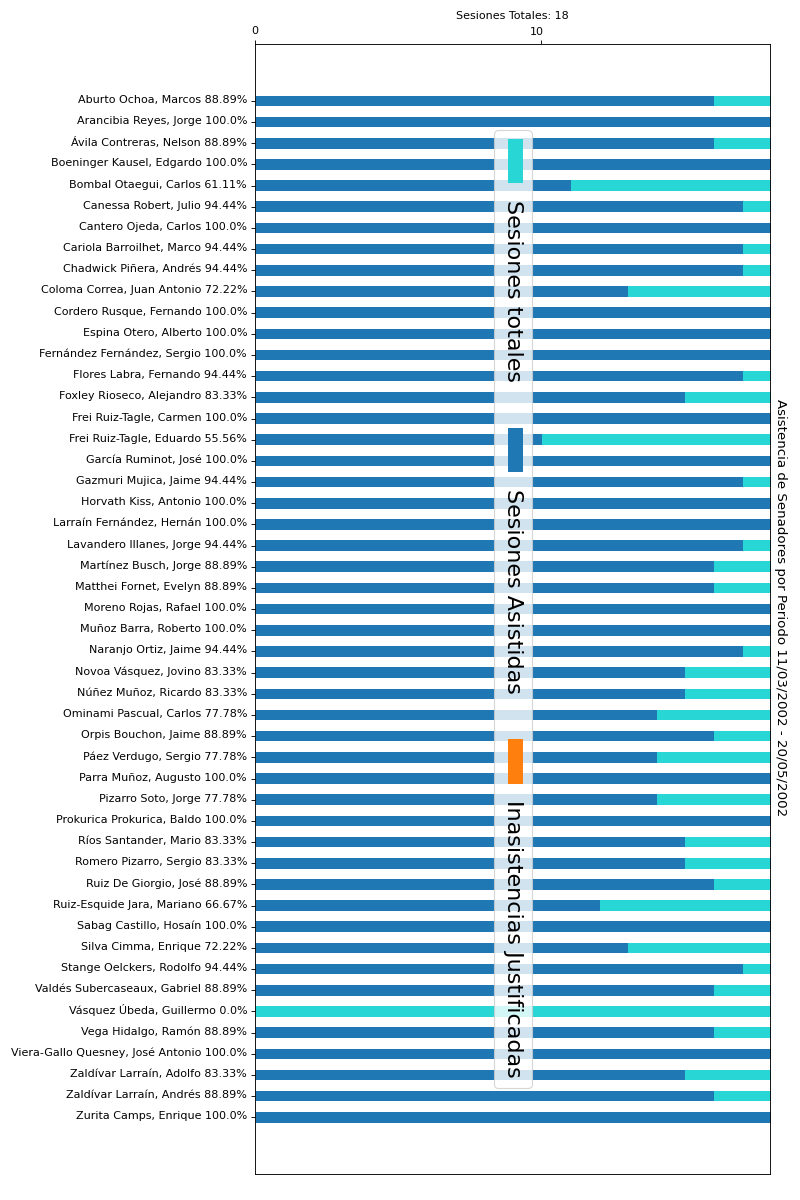 Sesiones Totales: 18
0
10
Aburto Ochoa, Marcos 88.89%
Arancibia Reyes, Jorge 100.0%
Ávila Contreras, Nelson 88.89%
Boeninger Kausel, Edgardo 100.0%
Bombal Otaegui, Carlos 61.11%
Canessa Robert, Julio 94.44%
Cantero Ojeda, Carlos 100.0%
Cariola Barroilhet, Marco 94.44%
Chadwick Piñera, Andrés 94.44%
Coloma Correa, Juan Antonio 72.22%
Cordero Rusque, Fernando 100.0%
Espina Otero, Alberto 100.0%
Fernández Fernández, Sergio 100.0%
Flores Labra, Fernando 94.44%
Foxley Rioseco, Alejandro 83.33%
Frei Ruiz-Tagle, Carmen 100.0%
Frei Ruiz-Tagle, Eduardo 55.56%
García Ruminot, José 100.0%
Gazmuri Mujica, Jaime 94.44%
Horvath Kiss, Antonio 100.0%
Larraín Fernández, Hernán 100.0%
Lavandero Illanes, Jorge 94.44%
Martínez Busch, Jorge 88.89%
Matthei Fornet, Evelyn 88.89%
Moreno Rojas, Rafael 100.0%
Muñoz Barra, Roberto 100.0%
Naranjo Ortiz, Jaime 94.44%
Novoa Vásquez, Jovino 83.33%
Núñez Muñoz, Ricardo 83.33%
Ominami Pascual, Carlos 77.78%
Orpis Bouchon, Jaime 88.89%
Páez Verdugo, Sergio 77.78%
Parra Muñoz, Augusto 100.0%
Pizarro Soto, Jorge 77.78%
Prokurica Prokurica, Baldo 100.0%
Ríos Santander, Mario 83.33%
Romero Pizarro, Sergio 83.33%
Ruiz De Giorgio, José 88.89%
Ruiz-Esquide Jara, Mariano 66.67%
Sabag Castillo, Hosaín 100.0%
Silva Cimma, Enrique 72.22%
Stange Oelckers, Rodolfo 94.44%
Valdés Subercaseaux, Gabriel 88.89%
Vásquez Úbeda, Guillermo 0.0%
Vega Hidalgo, Ramón 88.89%
Viera-Gallo Quesney, José Antonio 100.0%
Zaldívar Larraín, Adolfo 83.33%
Zaldívar Larraín, Andrés 88.89%
Zurita Camps, Enrique 100.0%
Sesiones totales
Sesiones Asistidas
Inasistencias Justificadas
Asistencia de Senadores por Periodo 11/03/2002 - 20/05/2002